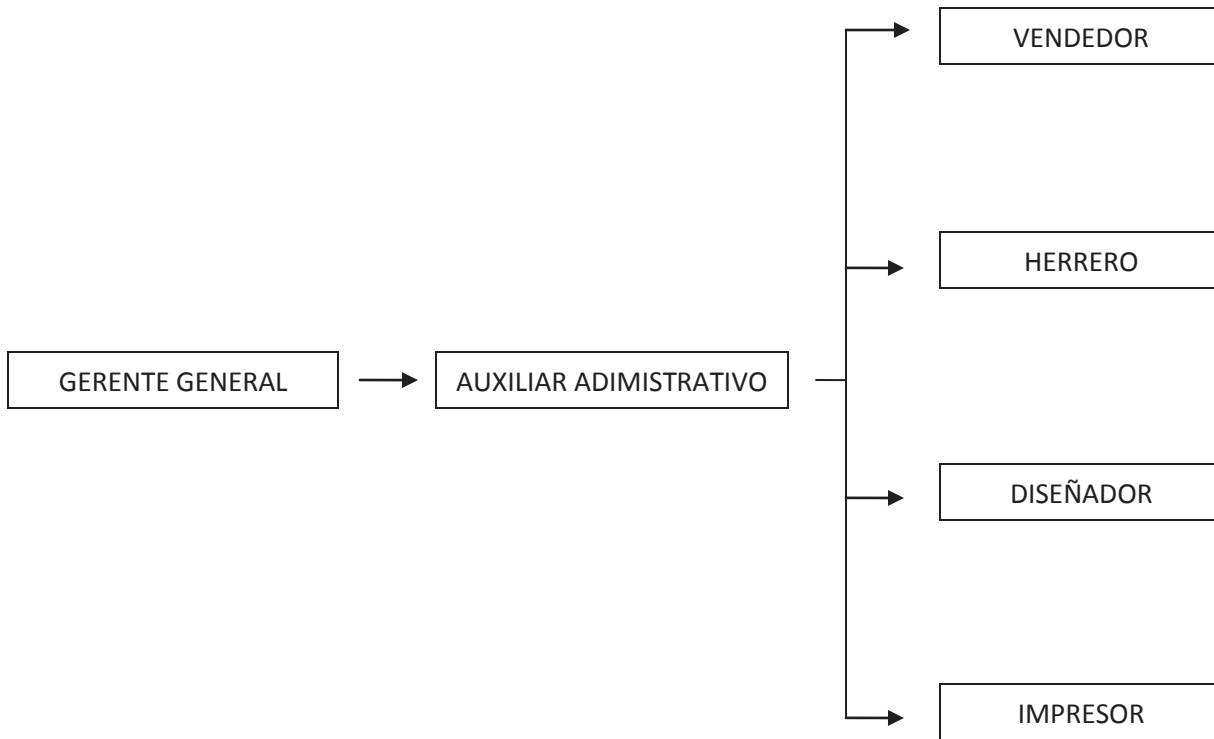 VENDEDOR
HERRERO
GERENTE GENERAL
AUXILIAR ADIMISTRATIVO
DISEÑADOR
IMPRESOR